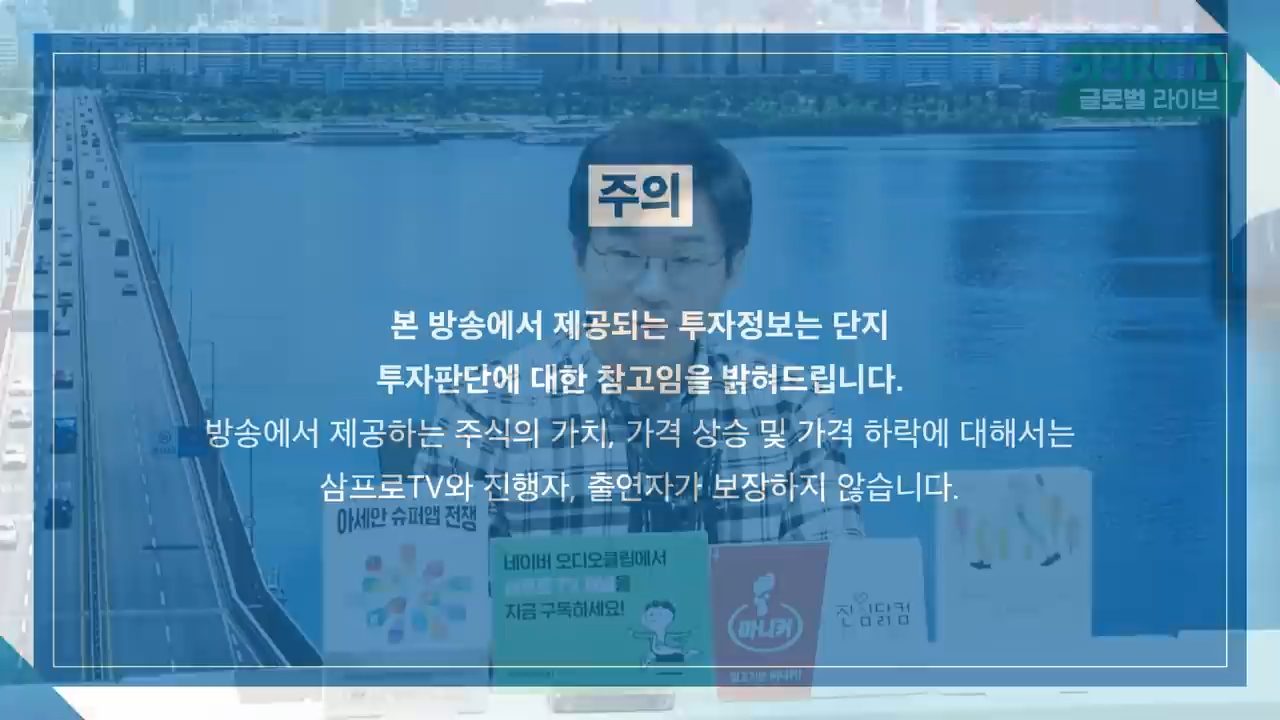 글로벌 라이브
주의
본 방송에서 제공되는 투자정보는 단지
투자판단에 대한 참고임을 밝혀드립니다.
방송에서 제공하는 주식의 가치, 가격 상승 및 가격 하락에 대해서는
삼프로TV와 진행자, 출연자가 보장하지 않습니다.
아세안 슈퍼앱 전쟁
네이버 오디오클립에서
을
지금 구독하세요!
마니커
진심닭컴